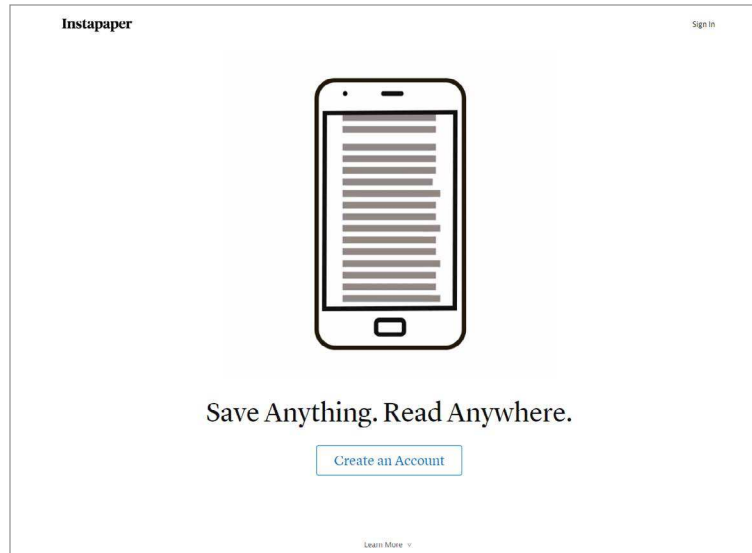 Instapaper
Sign In
Save Anything. Read Anywhere.
Create an Account
Learn More